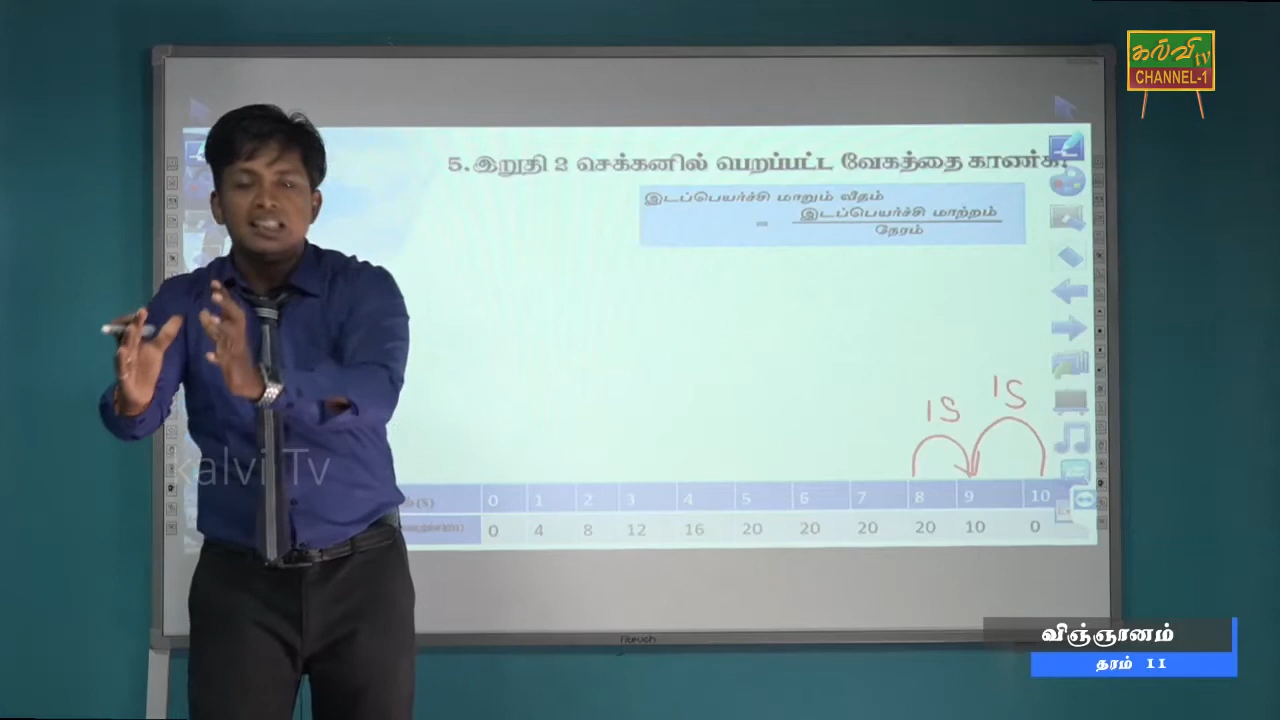 கல்வி tv
CHANNEL-1
5. இறுதி 2 செக்கனில் பெறப்பட்ட வேகத்தை காண்க?
இடப்பெயர்ச்சி மாறும் வீதம்
= இடப்பெயர்ச்சி மாற்றம்
நேரம்
1S 1S
kalvi Tv
(S) 0 1 2 3 4 5 6 7 8 9 10
0 4 8 12 16 20 20 20 20 10 0
விஞ்ஞானம்
தரம் 11